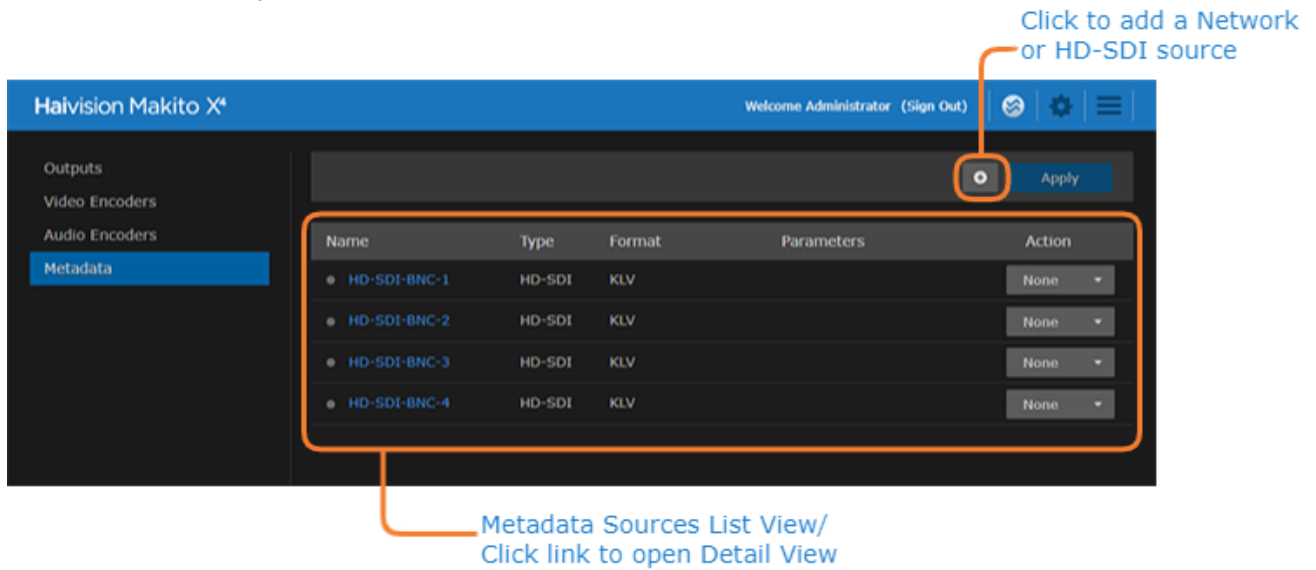 Click to add a Network
or HD-SDI source
Haivision Makito X⁴
Welcome Administrator (Sign Out)
Outputs
Video Encoders
Audio Encoders
Metadata
Apply
Name Type Format Parameters Action
HD-SDI-BNC-1 HD-SDI KLV None
HD-SDI-BNC-2 HD-SDI KLV None
HD-SDI-BNC-3 HD-SDI KLV None
HD-SDI-BNC-4 HD-SDI KLV None
Metadata Sources List View/
Click link to open Detail View